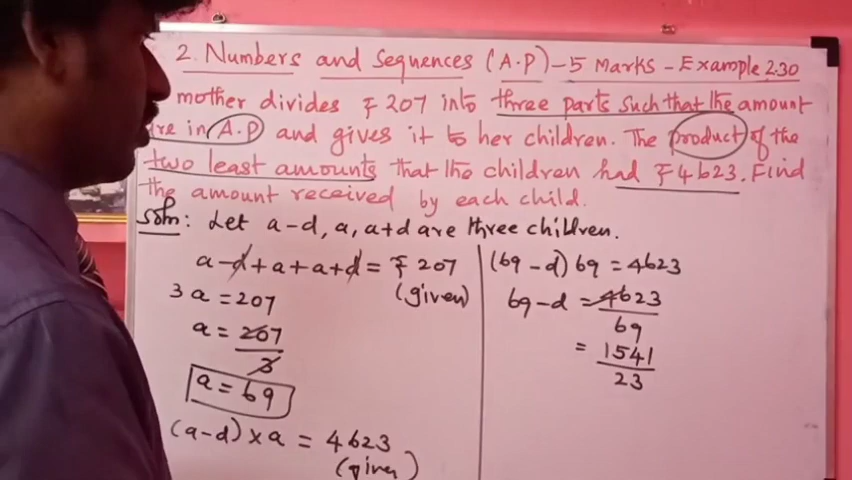 2. Numbers and Sequences (A.P) - 5 Marks - Example 2.30
mother divides ₹207 into three parts such that the amount
are in A.P and gives it to her children. The product of the
two least amounts that the children had ₹4623. Find
the amount received by each child.
Soln: Let a-d, a, a+d are three children.
a-d+a+a+d = ₹207
(given)
3a = 207
a = 207/3
a = 69
(a-d) × a = 4623
(given)
(69-d) 69 = 4623
69-d = 4623/69
= 1541/23